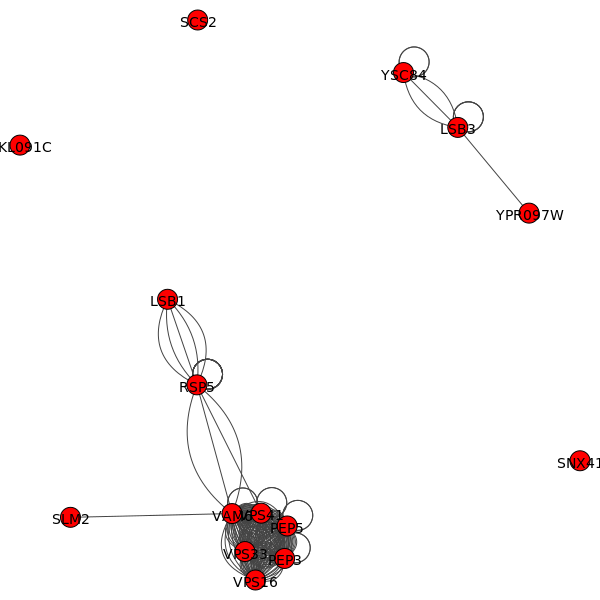 SCS2
YSC84
LSB3
KL091C
YPR097W
LSB1
RSP5
SNX41
SLM2
VAM6
VPS41
PEP5
VPS33
PEP3
VPS16